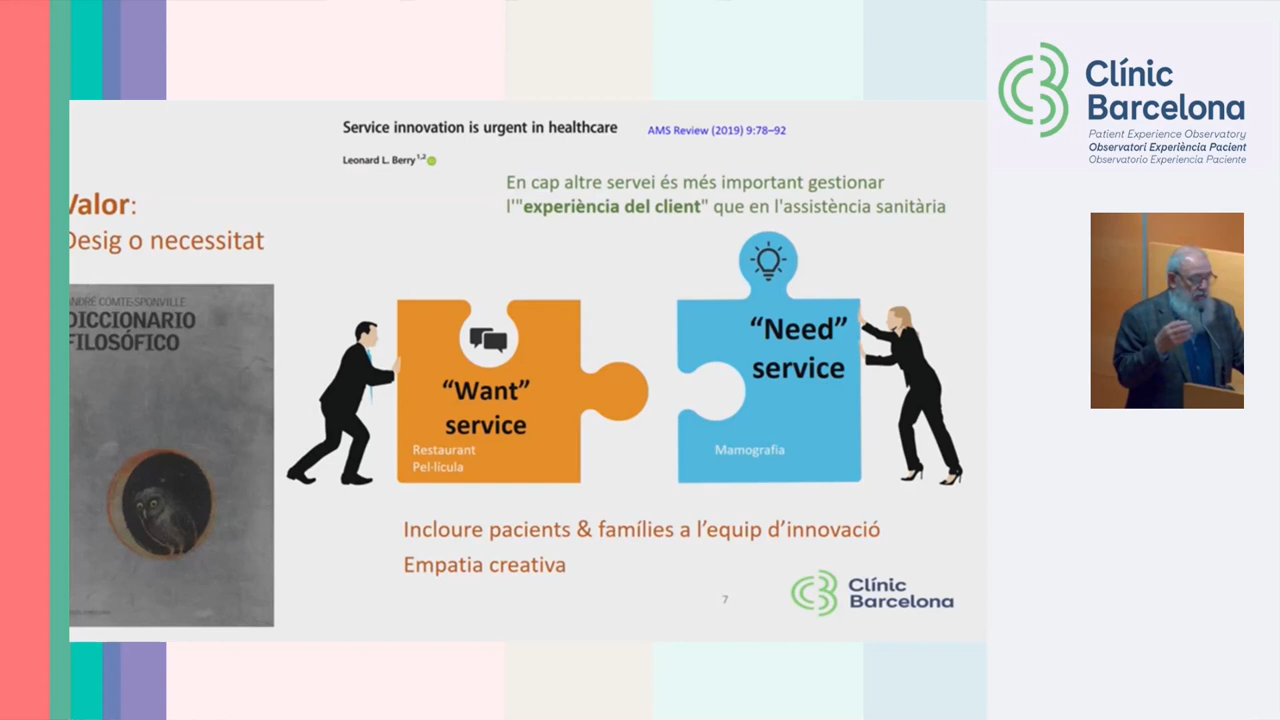 Service innovation is urgent in healthcare
AMS Review (2019) 9:78–92
Leonard L. Berry 1,2
En cap altre servei és més important gestionar
l'"experiència del client" que en l'assistència sanitària
Valor:
Desig o necessitat
ANDRÉ COMTE-SPONVILLE
DICCIONARIO
FILOSÓFICO
“Want”
service
Restaurant
Pel·lícula
“Need”
service
Mamografia
Incloure pacients & famílies a l’equip d’innovació
Empatia creativa
7
Clínic
Barcelona
Clínic
Barcelona
Patient Experience Observatory
Observatori Experiència Pacient
Observatorio Experiencia Paciente